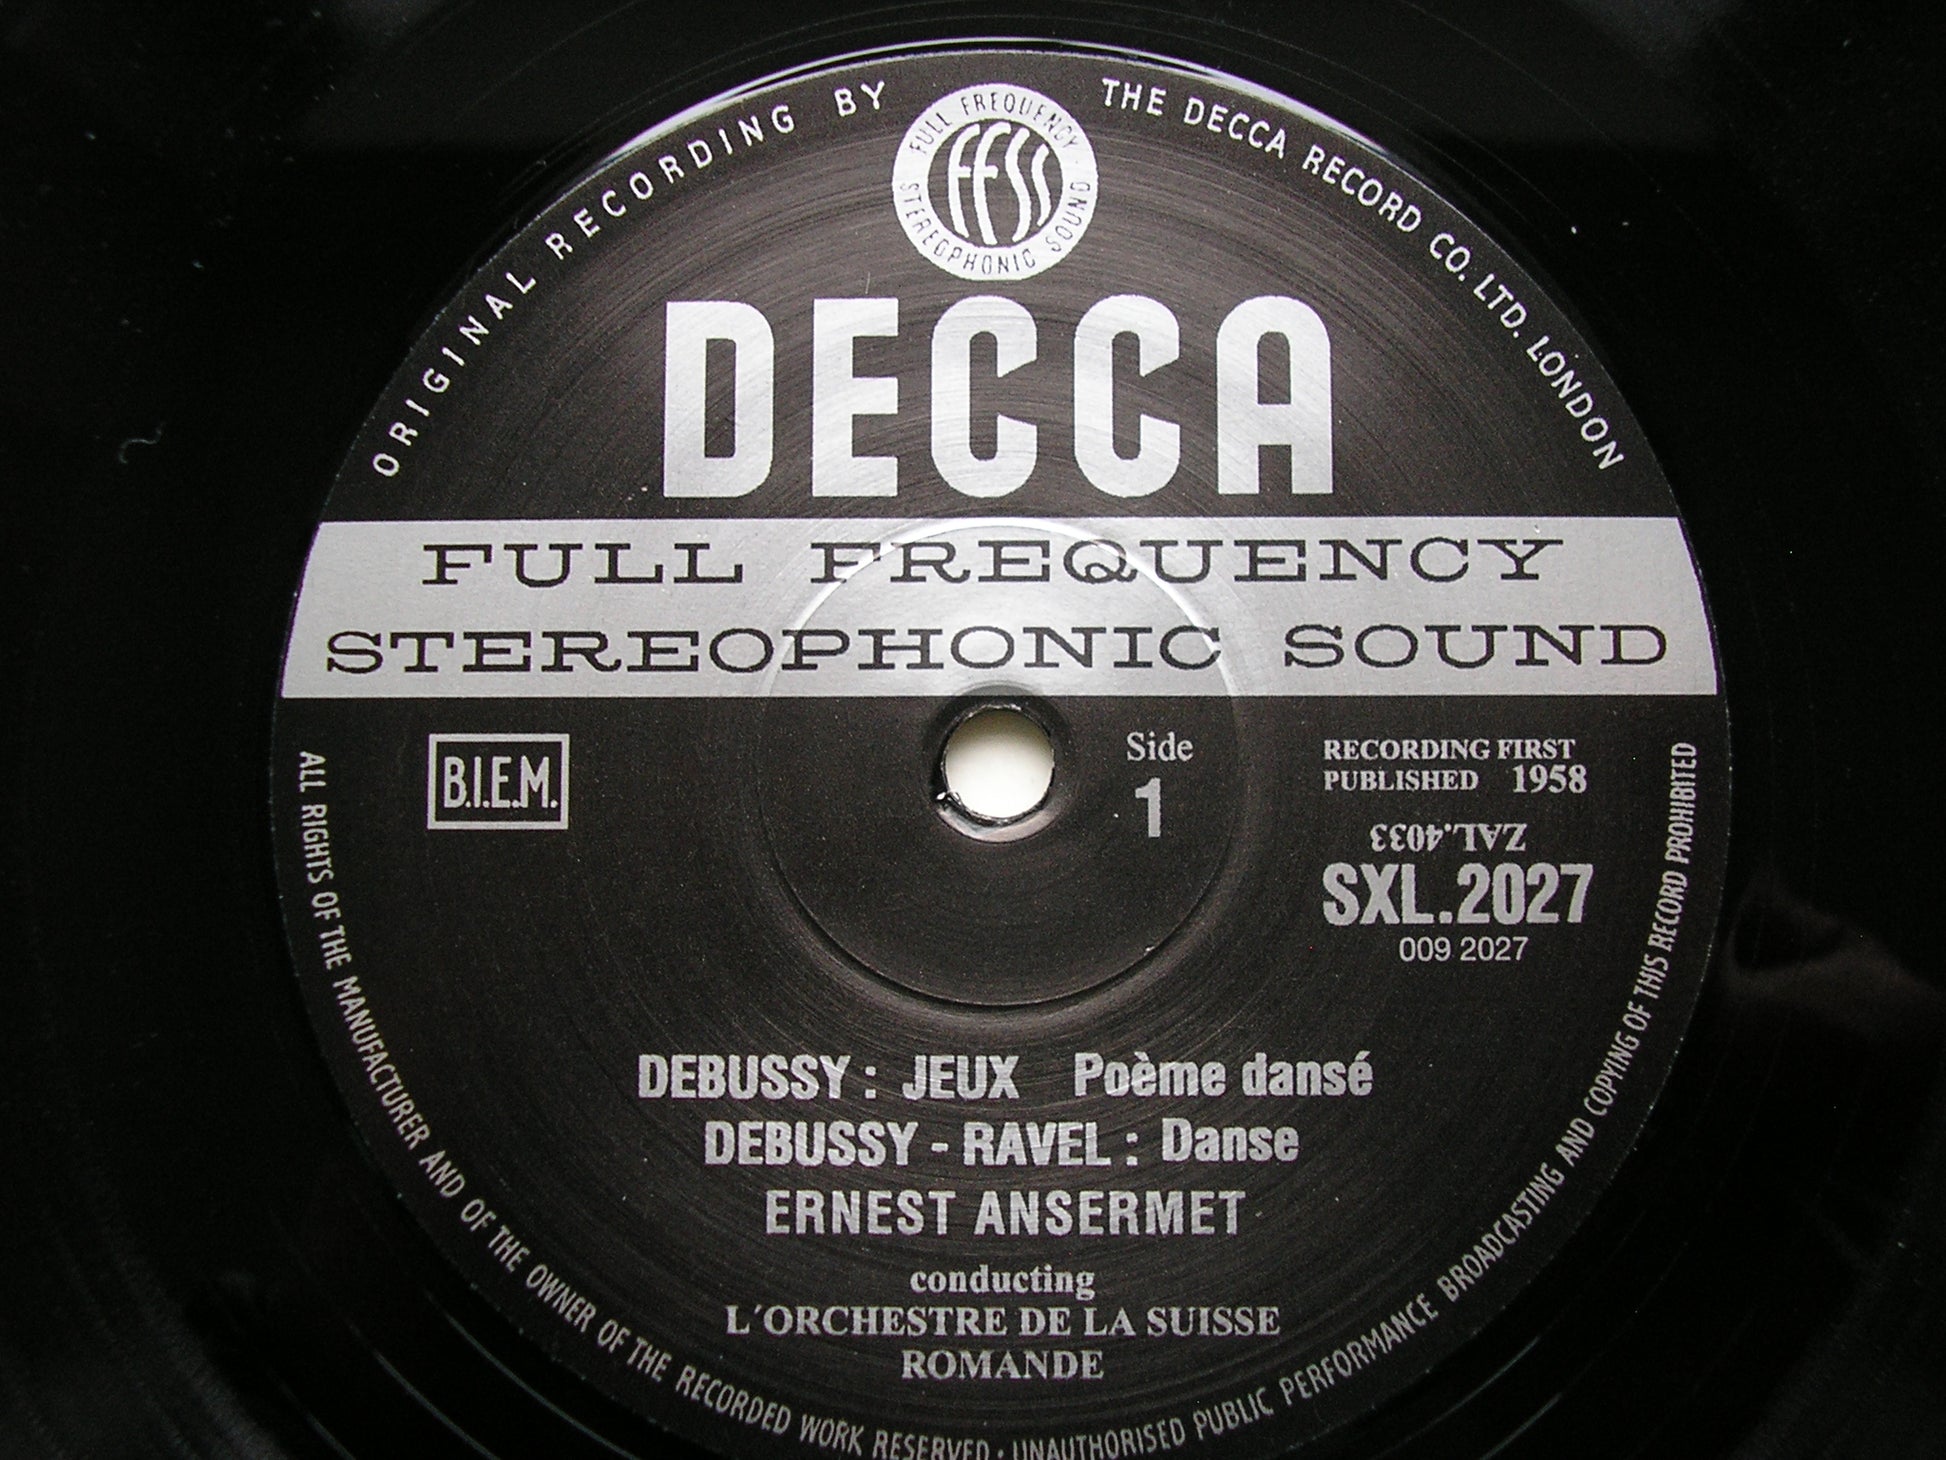 ORIGINAL RECORDING BY THE DECCA RECORD CO. LTD. LONDON
FULL FREQUENCY
FFSS
STEREOPHONIC SOUND
DECCA
FULL FREQUENCY
STEREOPHONIC SOUND
B.I.E.M.
Side
1
RECORDING FIRST
PUBLISHED 1958
ZAL.4033
SXL.2027
009 2027
DEBUSSY : JEUX Poème dansé
DEBUSSY - RAVEL : Danse
ERNEST ANSERMET
conducting
L'ORCHESTRE DE LA SUISSE
ROMANDE
ALL RIGHTS OF THE MANUFACTURER AND OF THE OWNER OF THE RECORDED WORK RESERVED · UNAUTHORISED PUBLIC PERFORMANCE BROADCASTING AND COPYING OF THIS RECORD PROHIBITED